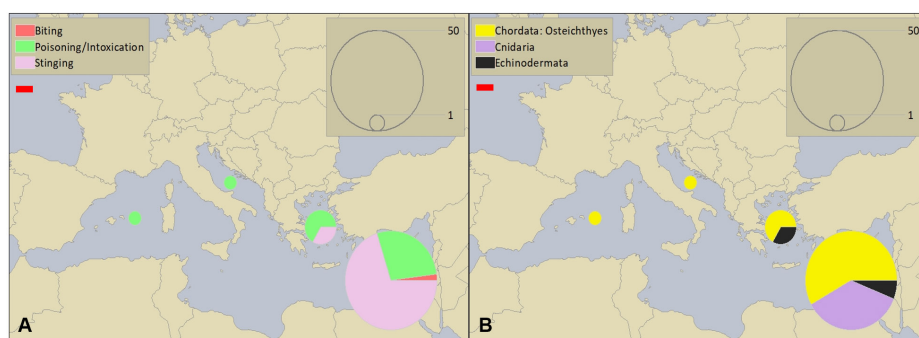 Biting
Poisoning/Intoxication
Stinging
50
1
A
Chordata: Osteichthyes
Cnidaria
Echinodermata
50
1
B